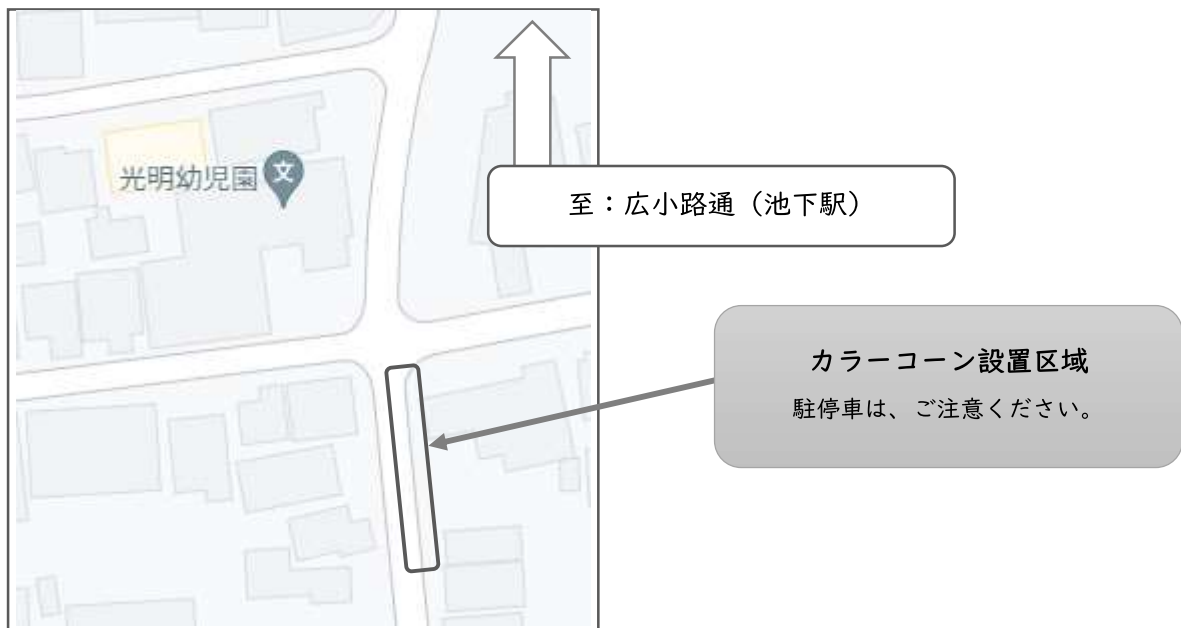 光明幼児園
文
至：広小路通（池下駅）
カラーコーン設置区域
駐停車は、ご注意ください。